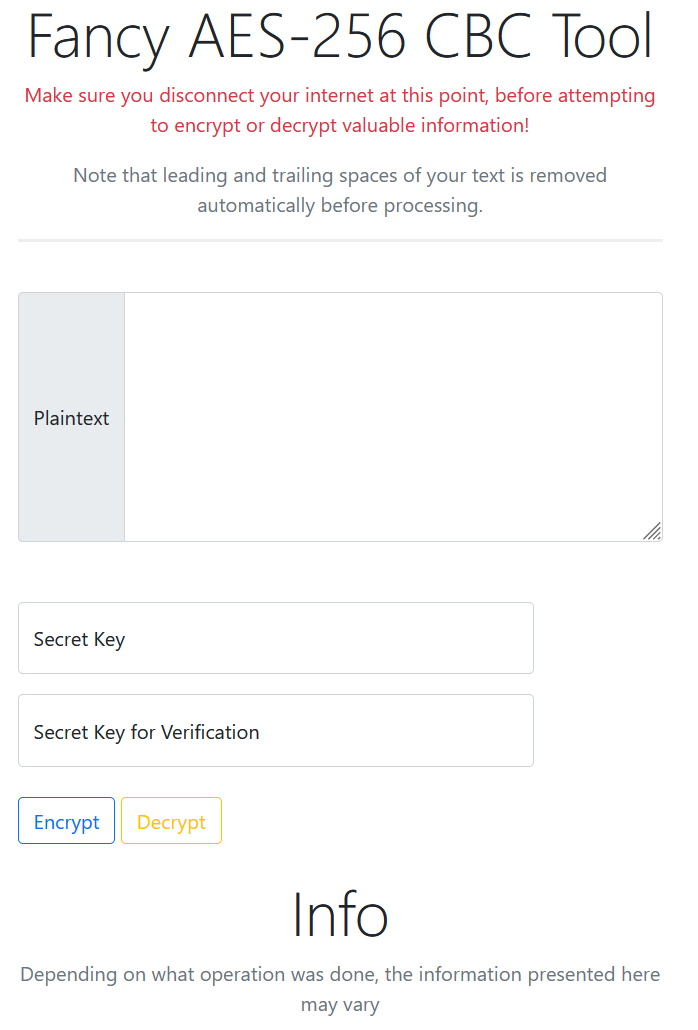 Fancy AES-256 CBC Tool
Make sure you disconnect your internet at this point, before attempting
to encrypt or decrypt valuable information!
Note that leading and trailing spaces of your text is removed
automatically before processing.
Plaintext
Secret Key
Secret Key for Verification
Encrypt Decrypt
Info
Depending on what operation was done, the information presented here
may vary